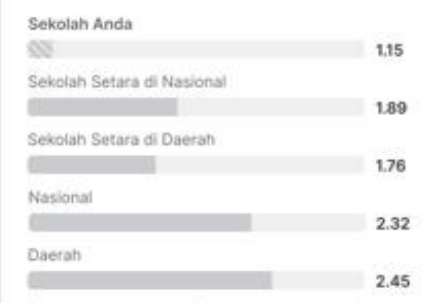 Sekolah Anda
1.15
Sekolah Setara di Nasional
1.89
Sekolah Setara di Daerah
1.76
Nasional
2.32
Daerah
2.45